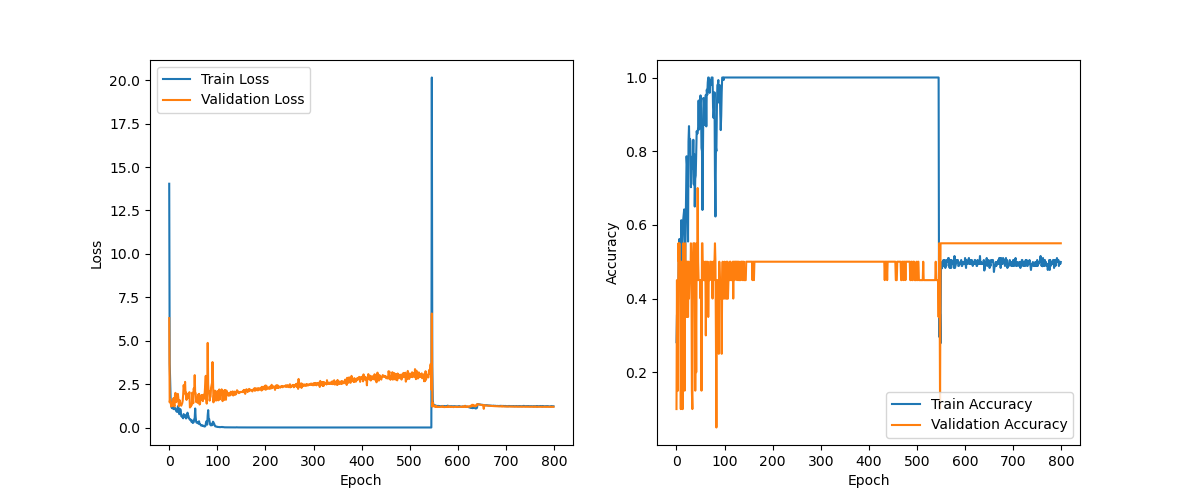 Train Loss
Validation Loss
20.0
17.5
15.0
12.5
10.0
7.5
5.0
2.5
0.0
Loss
0 100 200 300 400 500 600 700 800
Epoch
1.0
0.8
0.6
0.4
0.2
Accuracy
Train Accuracy
Validation Accuracy
0 100 200 300 400 500 600 700 800
Epoch